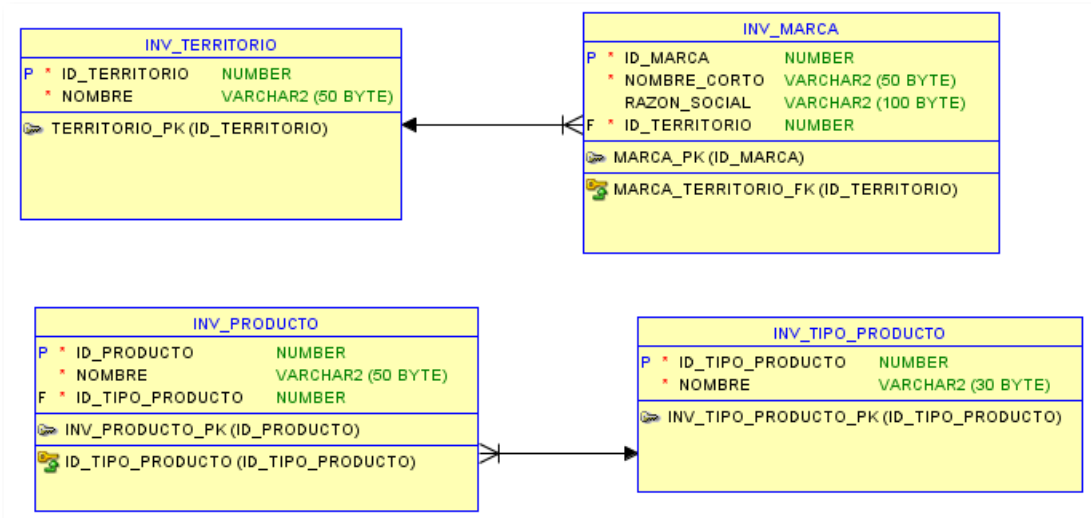 INV_TERRITORIO
P * ID_TERRITORIO NUMBER
* NOMBRE VARCHAR2 (50 BYTE)
TERRITORIO_PK (ID_TERRITORIO)
INV_MARCA
P * ID_MARCA NUMBER
* NOMBRE_CORTO VARCHAR2 (50 BYTE)
RAZON_SOCIAL VARCHAR2 (100 BYTE)
F * ID_TERRITORIO NUMBER
MARCA_PK (ID_MARCA)
MARCA_TERRITORIO_FK (ID_TERRITORIO)
INV_PRODUCTO
P * ID_PRODUCTO NUMBER
* NOMBRE VARCHAR2 (50 BYTE)
F * ID_TIPO_PRODUCTO NUMBER
INV_PRODUCTO_PK (ID_PRODUCTO)
ID_TIPO_PRODUCTO (ID_TIPO_PRODUCTO)
INV_TIPO_PRODUCTO
P * ID_TIPO_PRODUCTO NUMBER
* NOMBRE VARCHAR2 (30 BYTE)
INV_TIPO_PRODUCTO_PK (ID_TIPO_PRODUCTO)